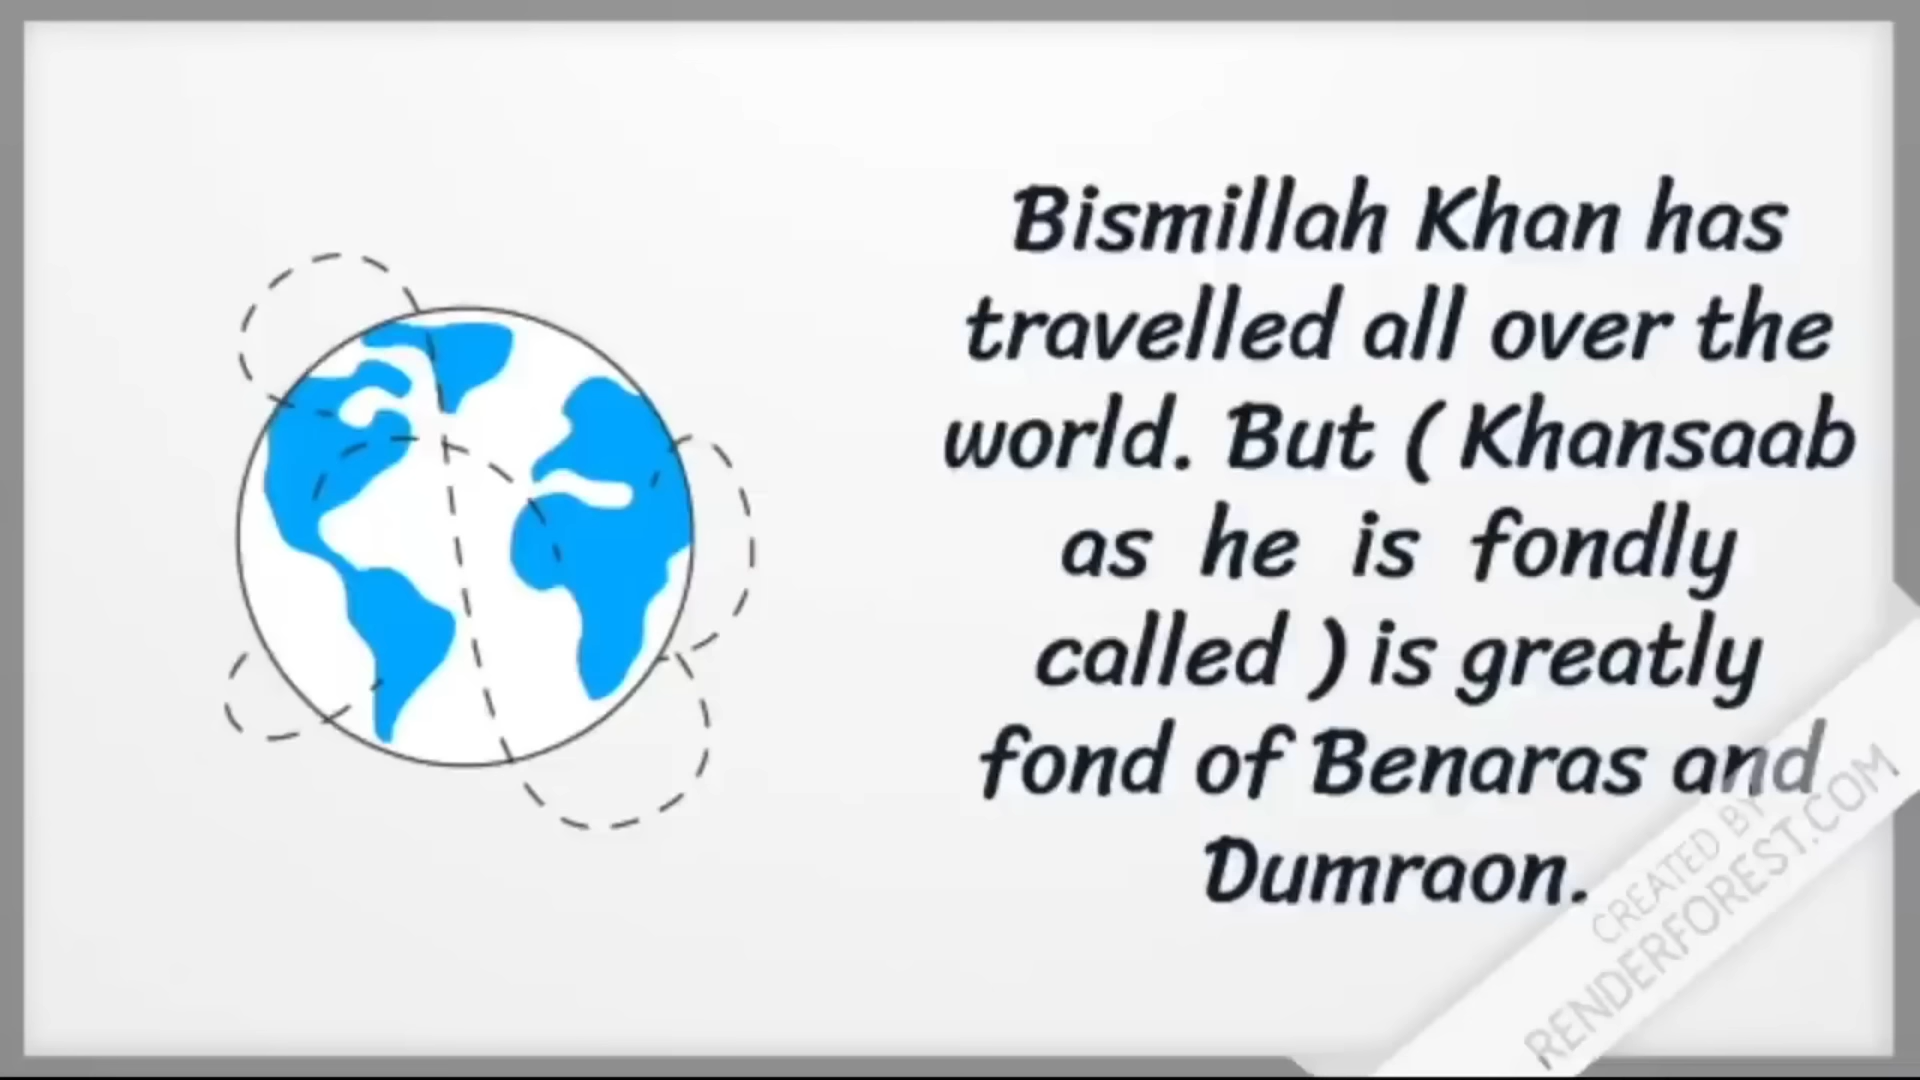 Bismillah Khan has
travelled all over the
world. But ( Khansaab
as he is fondly
called ) is greatly
fond of Benaras and
Dumraon.
CREATED BY
RENDERFOREST.COM